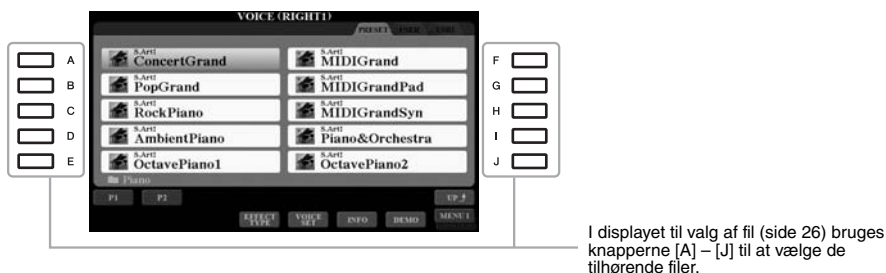 VOICE (RIGHT1)
PRESET USER USB1
A
B
C
D
E
S.Art!
ConcertGrand
S.Art!
MIDIGrand
S.Art!
PopGrand
S.Art!
MIDIGrandPad
S.Art!
RockPiano
S.Art!
MIDIGrandSyn
S.Art!
AmbientPiano
S.Art!
Piano&Orchestra
S.Art!
OctavePiano1
S.Art!
OctavePiano2
Piano
P1 P2 UP
EFFECT TYPE VOICE SET INFO DEMO MENU 1
F
G
H
I
J
I displayet til valg af fil (side 26) bruges
knapperne [A] – [J] til at vælge de
tilhørende filer.